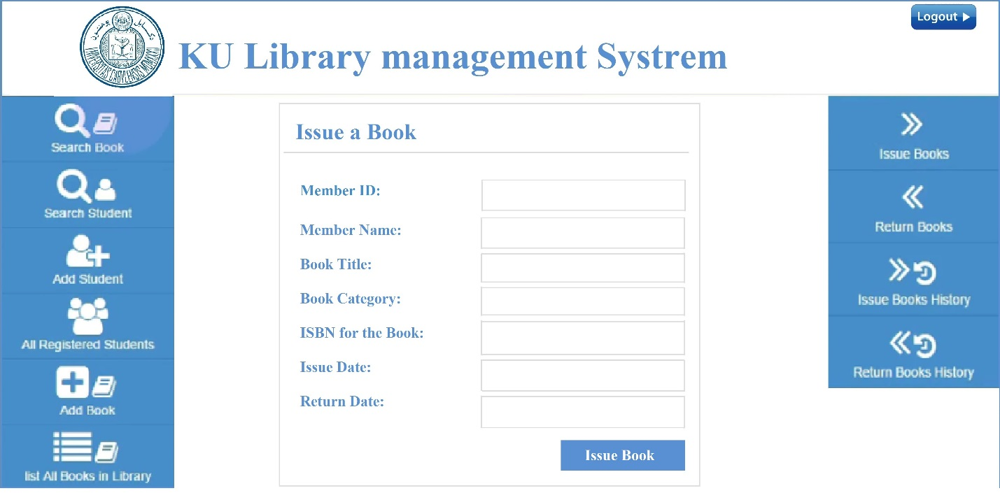 Logout
KU Library management Systrem
Search Book
Search Student
Add Student
All Registered Students
Add Book
list All Books in Library
Issue a Book
Member ID:
Member Name:
Book Title:
Book Category:
ISBN for the Book:
Issue Date:
Return Date:
Issue Book
Issue Books
Return Books
Issue Books History
Return Books History